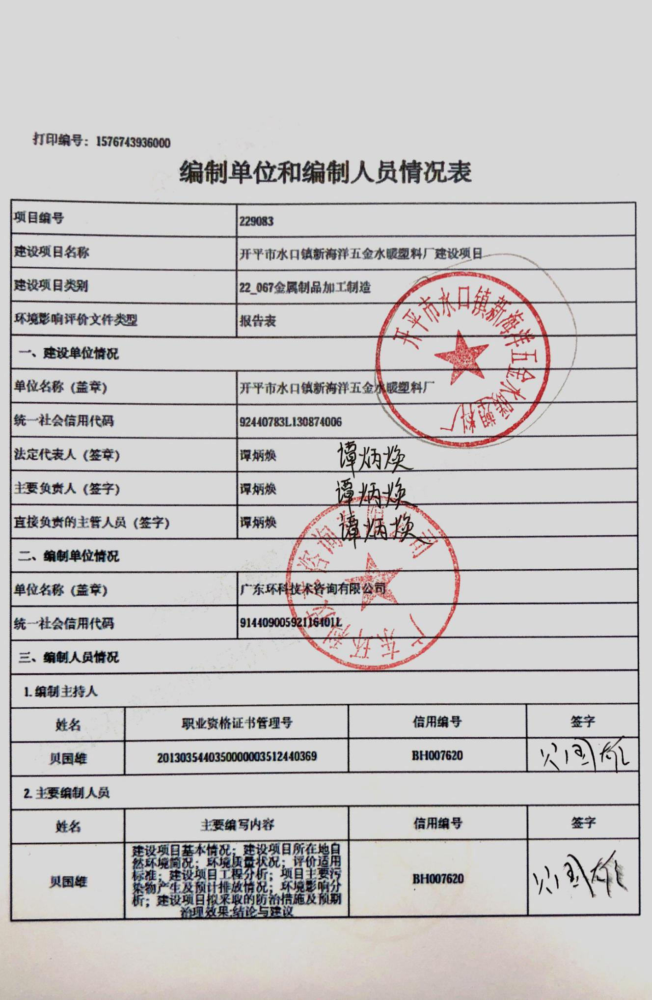 打印编号：1576743936000
编制单位和编制人员情况表
项目编号 229083
建设项目名称 开平市水口镇新海洋五金水暖塑料厂建设项目
建设项目类别 22_067金属制品加工制造
环境影响评价文件类型 报告表
一、建设单位情况
单位名称（盖章） 开平市水口镇新海洋五金水暖塑料厂
统一社会信用代码 92440783L130874006
法定代表人（签章） 谭炳焕 谭炳焕
主要负责人（签字） 谭炳焕 谭炳焕
直接负责的主管人员（签字） 谭炳焕 谭炳焕
开平市水口镇新海洋五金水暖塑料厂
二、编制单位情况
单位名称（盖章） 广东环科技术咨询有限公司
统一社会信用代码 91440900592116401L
广东环科技术咨询有限公司
三、编制人员情况
1.编制主持人
姓名 职业资格证书管理号 信用编号 签字
贝国雄 2013035440350000003512440369 BH007620 贝国雄
2.主要编制人员
姓名 主要编写内容 信用编号 签字
建设项目基本情况；建设项目所在地自
然环境简况；环境质量状况；评价适用
标准；建设项目工程分析；项目主要污
贝国雄 染物产生及预计排放情况；环境影响分 BH007620 贝国雄
析；建设项目拟采取的防治措施及预期
治理效果;结论与建议